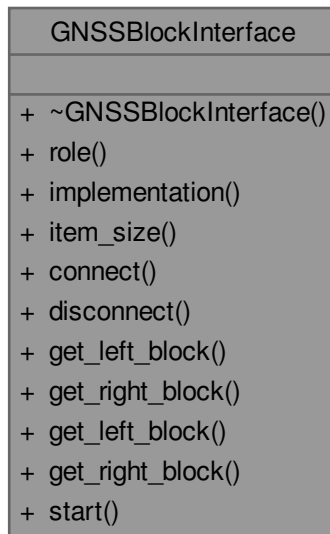 GNSSBlockInterface
+ ~GNSSBlockInterface()
+ role()
+ implementation()
+ item_size()
+ connect()
+ disconnect()
+ get_left_block()
+ get_right_block()
+ get_left_block()
+ get_right_block()
+ start()